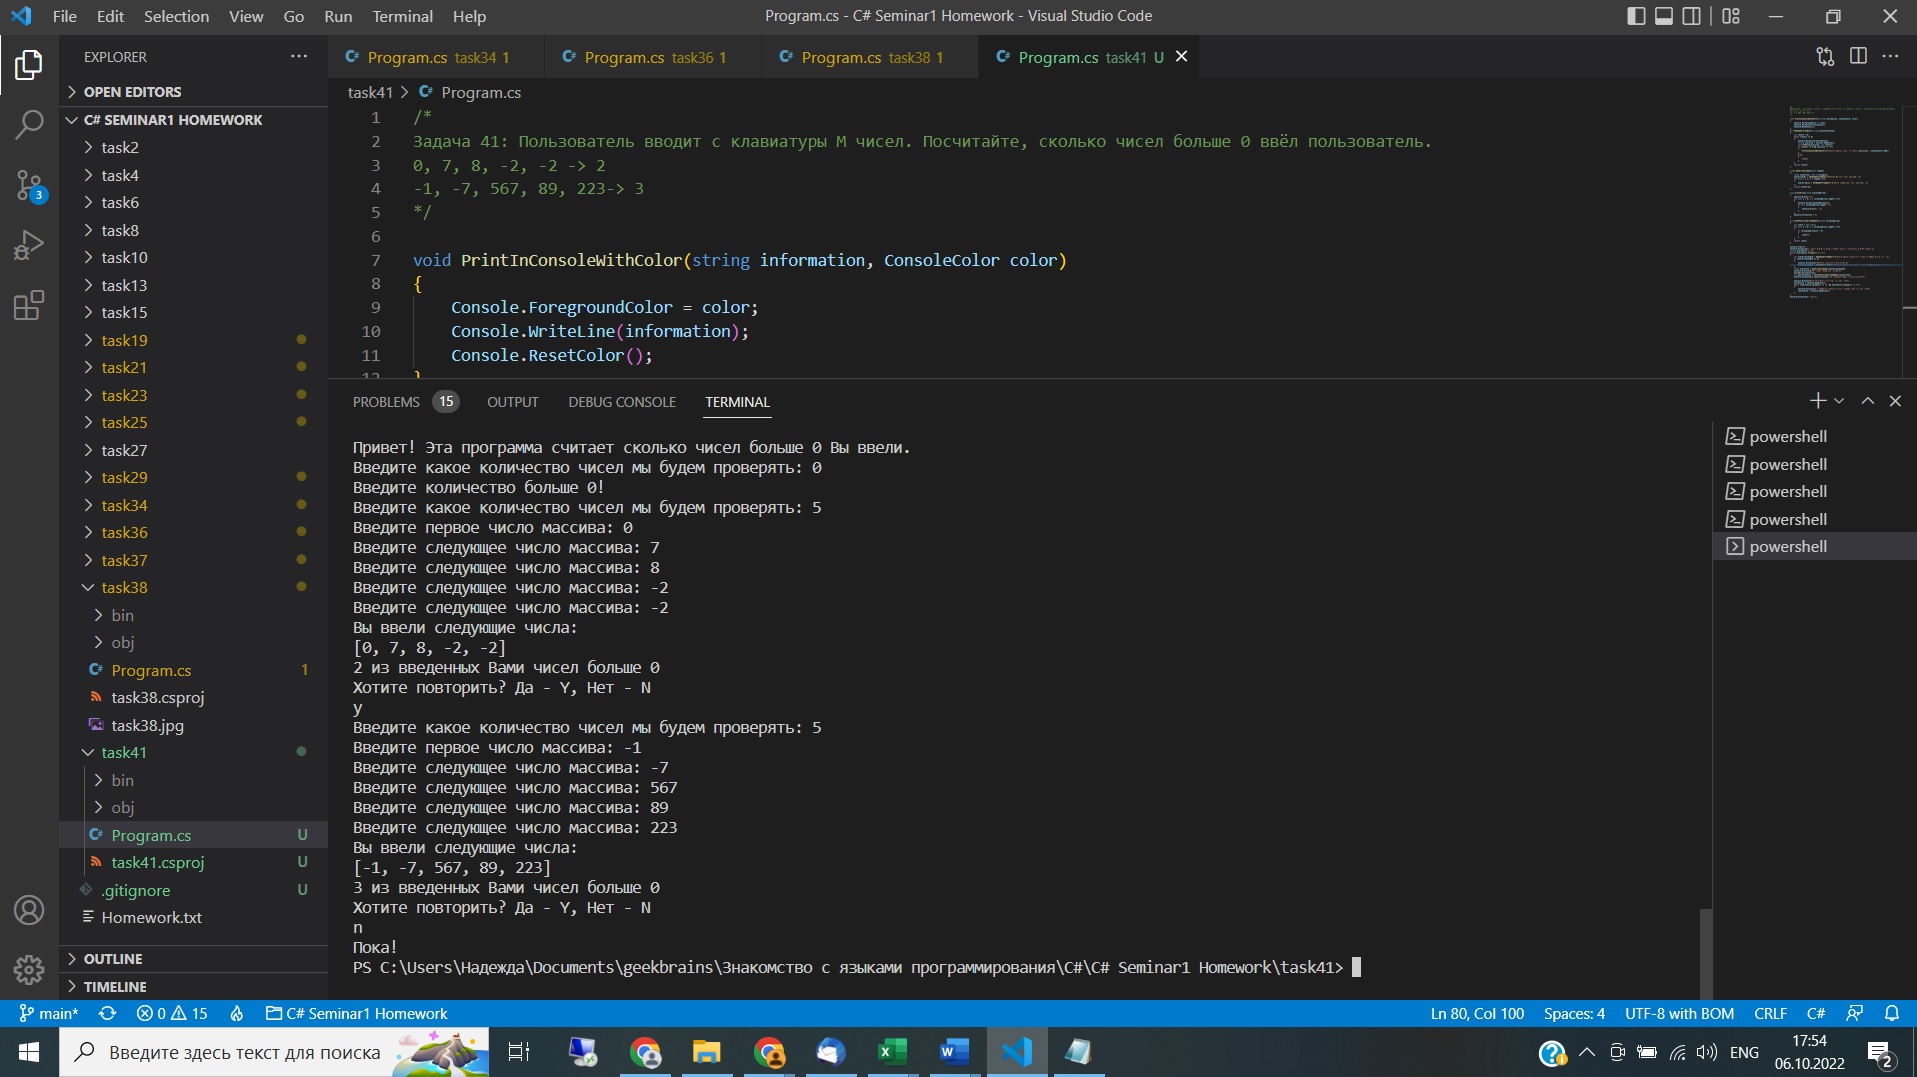 File Edit Selection View Go Run Terminal Help
Program.cs - C# Seminar1 Homework - Visual Studio Code
EXPLORER
OPEN EDITORS
C# SEMINAR1 HOMEWORK
task2
task4
task6
task8
task10
task13
task15
task19
task21
task23
task25
task27
task29
task34
task36
task37
task38
bin
obj
Program.cs 1
task38.csproj
task38.jpg
task41
bin
obj
Program.cs U
task41.csproj U
.gitignore U
Homework.txt
OUTLINE
TIMELINE
3
Program.cs task34 1
Program.cs task36 1
Program.cs task38 1
Program.cs task41 U
task41 > Program.cs
1 /*
2 Задача 41: Пользователь вводит с клавиатуры M чисел. Посчитайте, сколько чисел больше 0 ввёл пользователь.
3 0, 7, 8, -2, -2 -> 2
4 -1, -7, 567, 89, 223-> 3
5 */
6
7 void PrintInConsoleWithColor(string information, ConsoleColor color)
8 {
9 Console.ForegroundColor = color;
10 Console.WriteLine(information);
11 Console.ResetColor();
12 }
PROBLEMS 15 OUTPUT DEBUG CONSOLE TERMINAL
Привет! Эта программа считает сколько чисел больше 0 Вы ввели.
Введите какое количество чисел мы будем проверять: 0
Введите количество больше 0!
Введите какое количество чисел мы будем проверять: 5
Введите первое число массива: 0
Введите следующее число массива: 7
Введите следующее число массива: 8
Введите следующее число массива: -2
Введите следующее число массива: -2
Вы ввели следующие числа:
[0, 7, 8, -2, -2]
2 из введенных Вами чисел больше 0
Хотите повторить? Да - Y, Нет - N
y
Введите какое количество чисел мы будем проверять: 5
Введите первое число массива: -1
Введите следующее число массива: -7
Введите следующее число массива: 567
Введите следующее число массива: 89
Введите следующее число массива: 223
Вы ввели следующие числа:
[-1, -7, 567, 89, 223]
3 из введенных Вами чисел больше 0
Хотите повторить? Да - Y, Нет - N
n
Пока!
PS C:\Users\Надежда\Documents\geekbrains\Знакомство с языками программирования\C#\C# Seminar1 Homework\task41>
powershell
powershell
powershell
powershell
powershell
main* 0 15 C# Seminar1 Homework
Ln 80, Col 100 Spaces: 4 UTF-8 with BOM CRLF C#
Введите здесь текст для поиска
ENG
17:54
06.10.2022
2